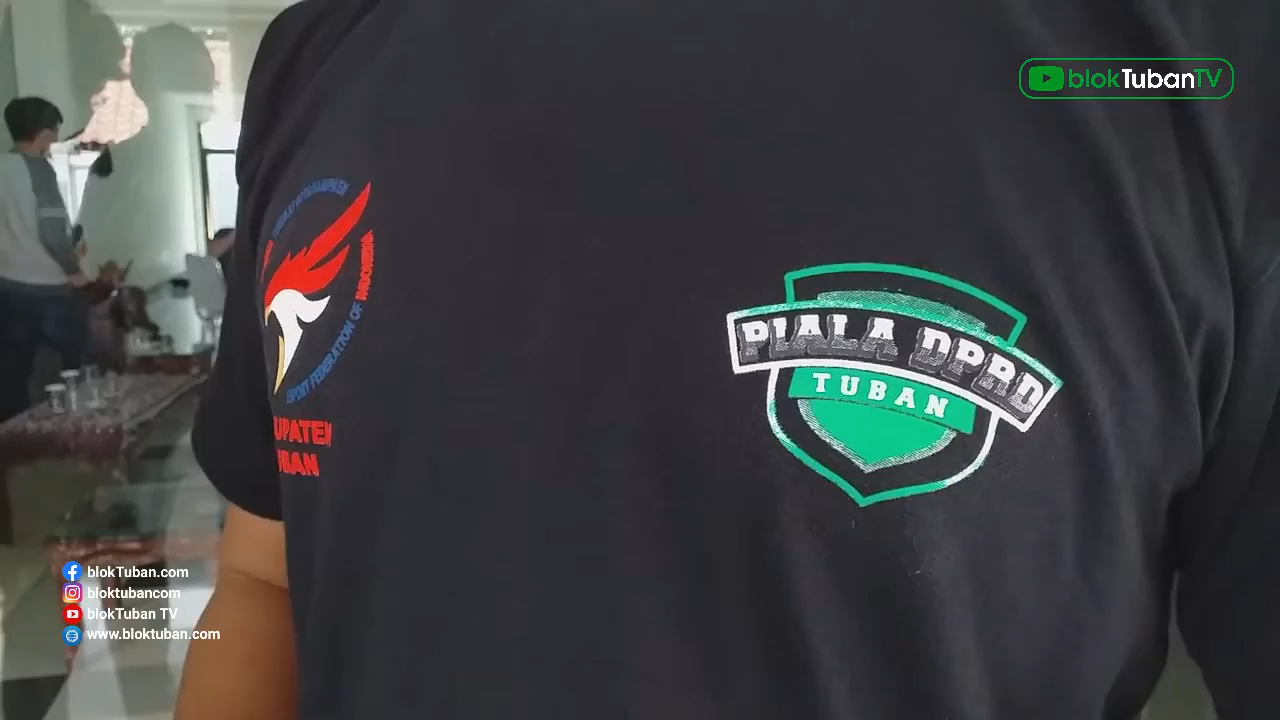 blokTubanTV
ESPORT FEDERATION OF INDONESIA
UPATEN
UBAN
PIALA DPRD
TUBAN
blokTuban.com
bloktubancom
blokTuban TV
www.bloktuban.com